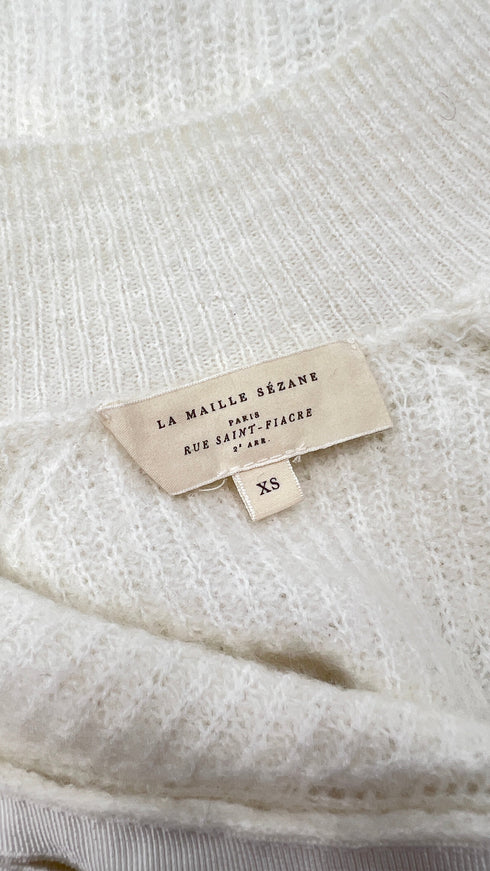 LA MAILLE SÉZANE
PARIS
RUE SAINT-FIACRE
2E ARR.
XS